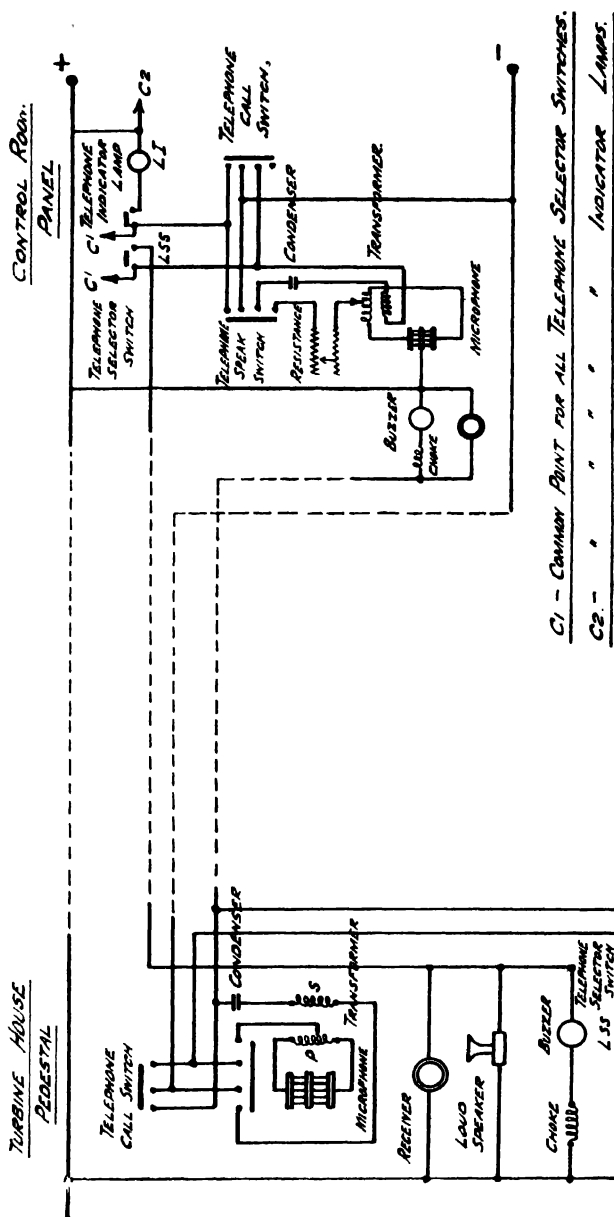 TURBINE HOUSE
PEDESTAL
TELEPHONE
CALL SWITCH
CONDENSER
S
TRANSFORMER
P
MICROPHONE
RECEIVER
LOUD
SPEAKER
CHOKE
BUZZER
TELEPHONE
SELECTOR
SWITCH
LSS
CONTROL ROOM.
PANEL
+
C2
TELEPHONE
INDICATOR
LAMP
LI
C1
C1
LSS
TELEPHONE
SELECTOR
SWITCH
TELEPHONE
CALL
SWITCH.
TELEPHONE
SPEAK
SWITCH
CONDENSER
RESISTANCE
TRANSFORMER
MICROPHONE
BUZZER
CHOKE
-
C1 - COMMON POINT FOR ALL TELEPHONE SELECTOR SWITCHES.
C2. - " " " " " INDICATOR LAMPS.